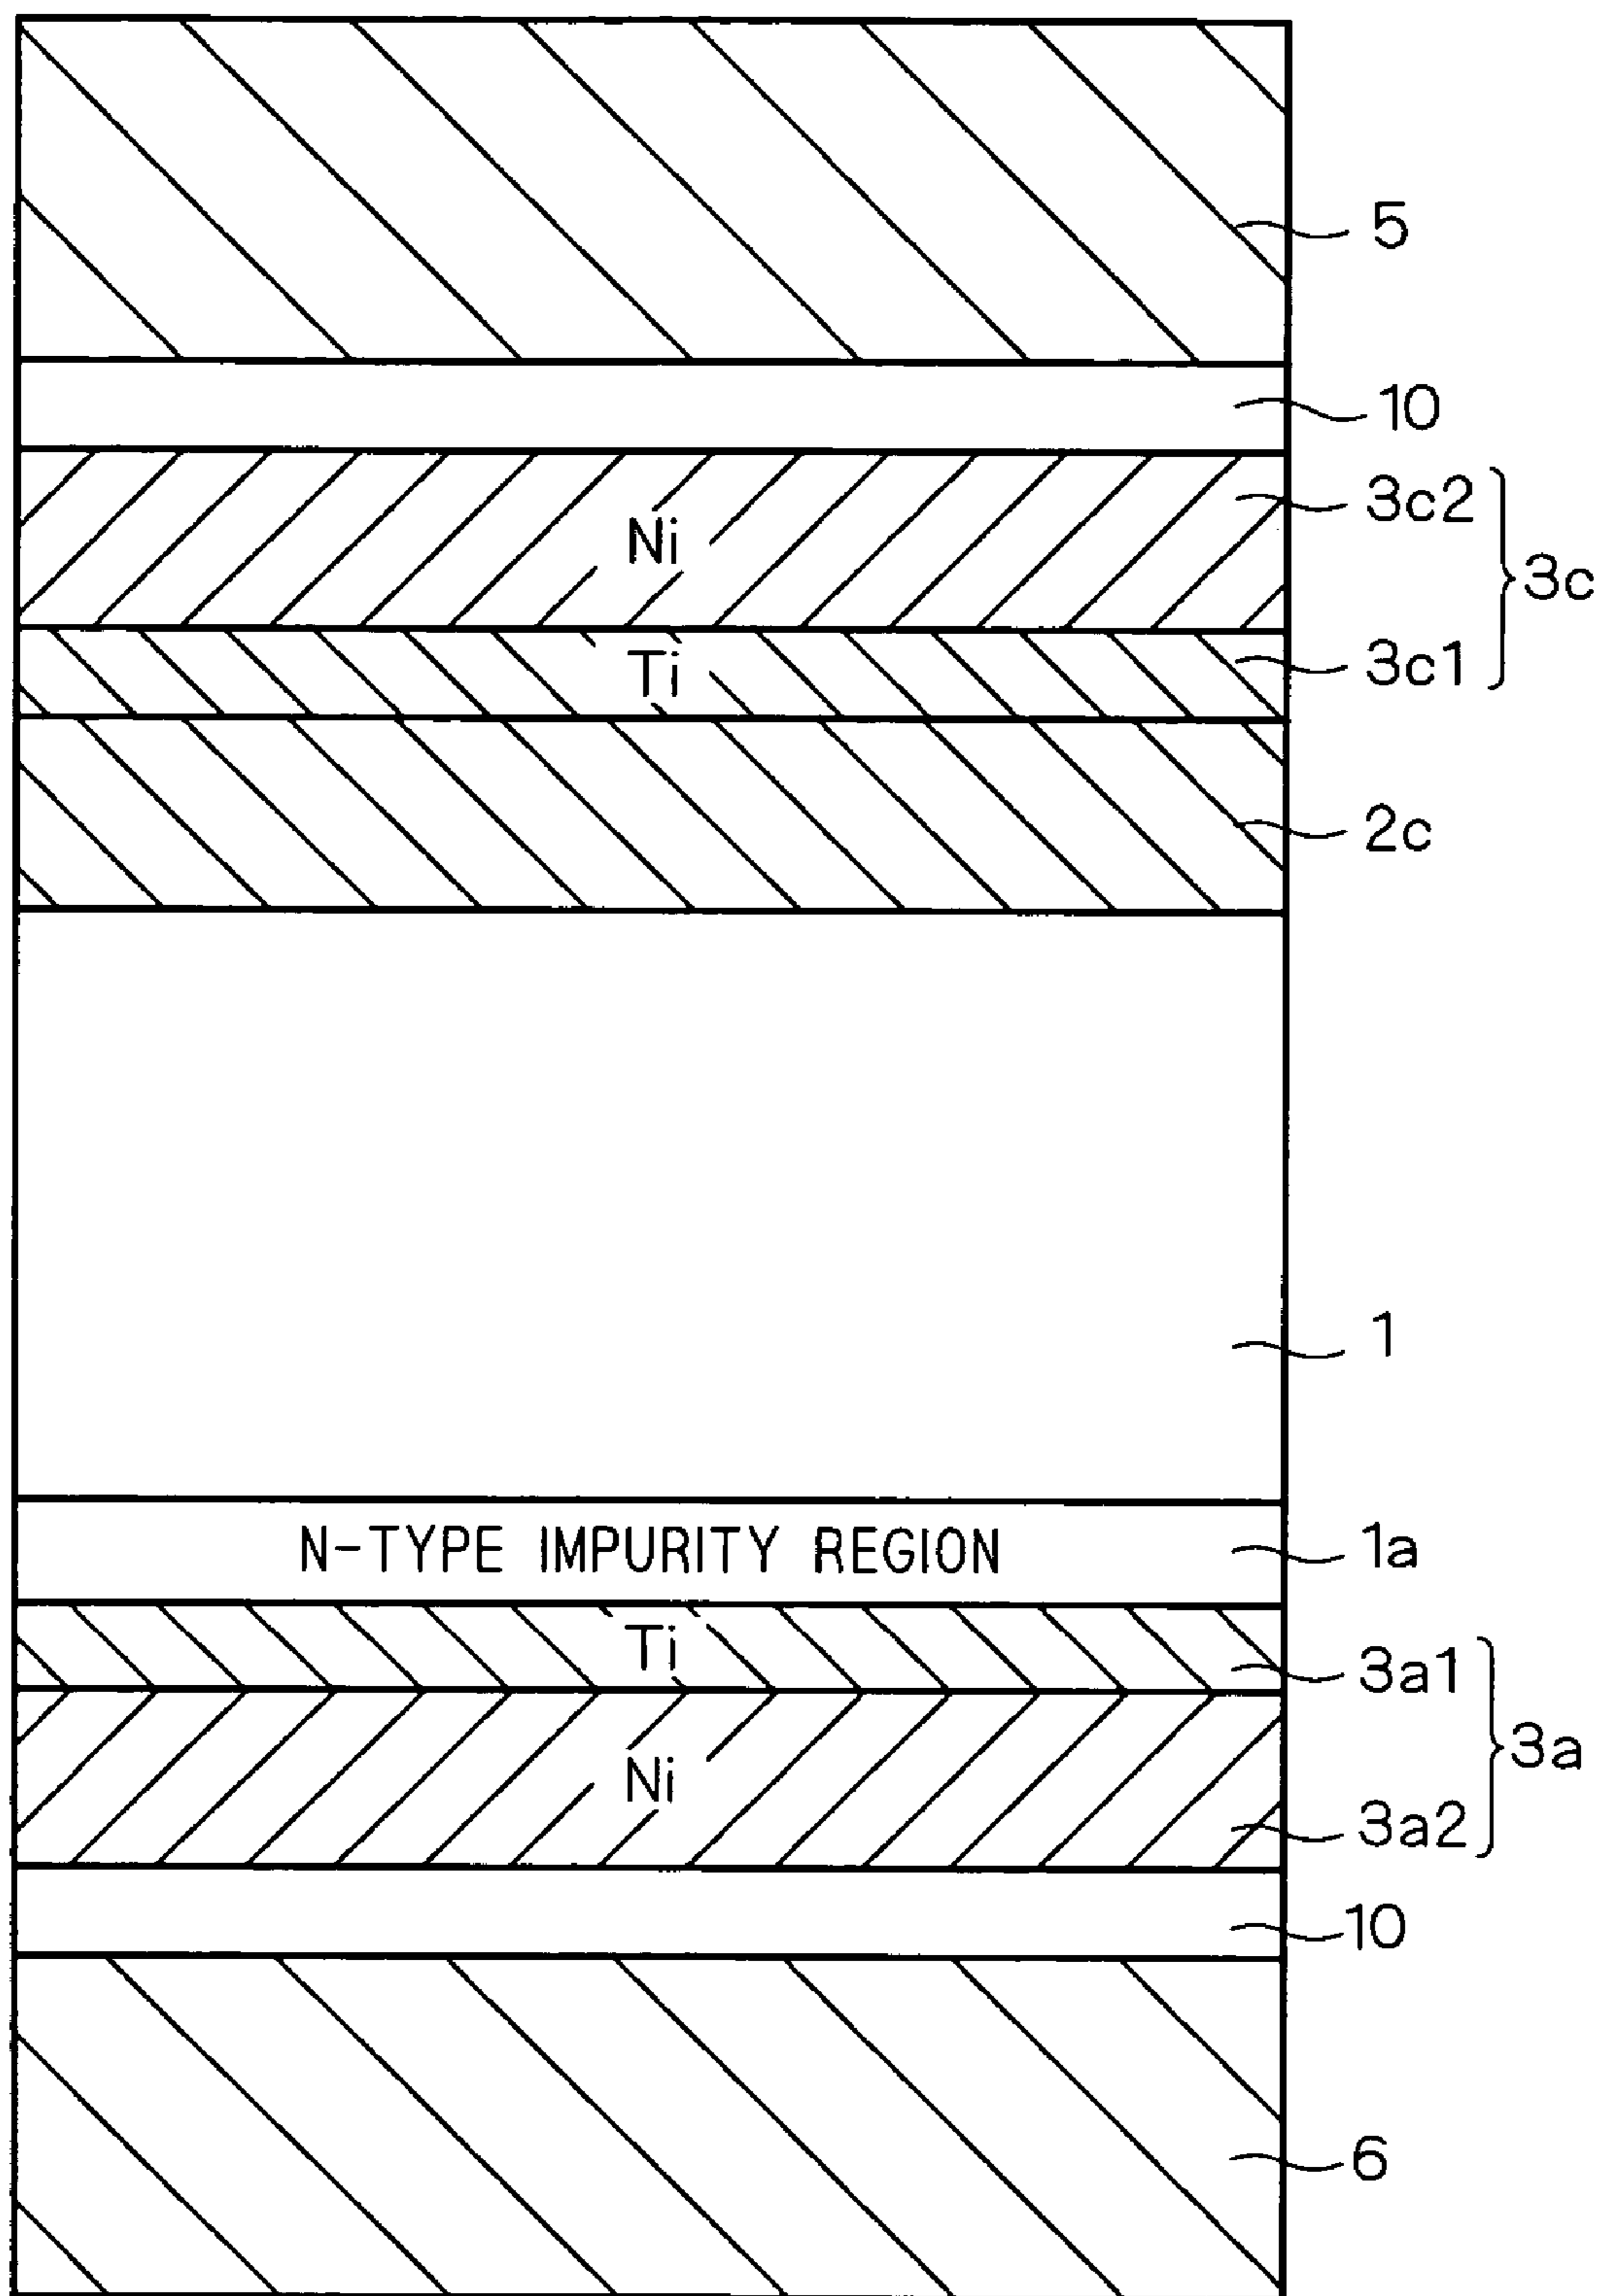 5
10
3c2
Ni
3c
3c1
Ti
2c
1
N-TYPE IMPURITY REGION
1a
Ti
3a1
3a
Ni
3a2
10
6